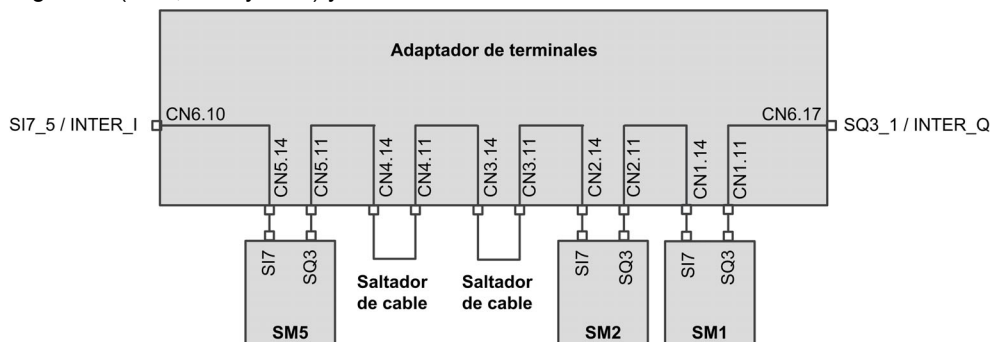 Adaptador de terminales
SI7_5 / INTER_I
CN6.10
CN6.17
SQ3_1 / INTER_Q
CN5.14
CN5.11
CN4.14
CN4.11
CN3.14
CN3.11
CN2.14
CN2.11
CN1.14
CN1.11
SI7
SQ3
SM5
Saltador
de cable
Saltador
de cable
SI7
SQ3
SM2
SI7
SQ3
SM1